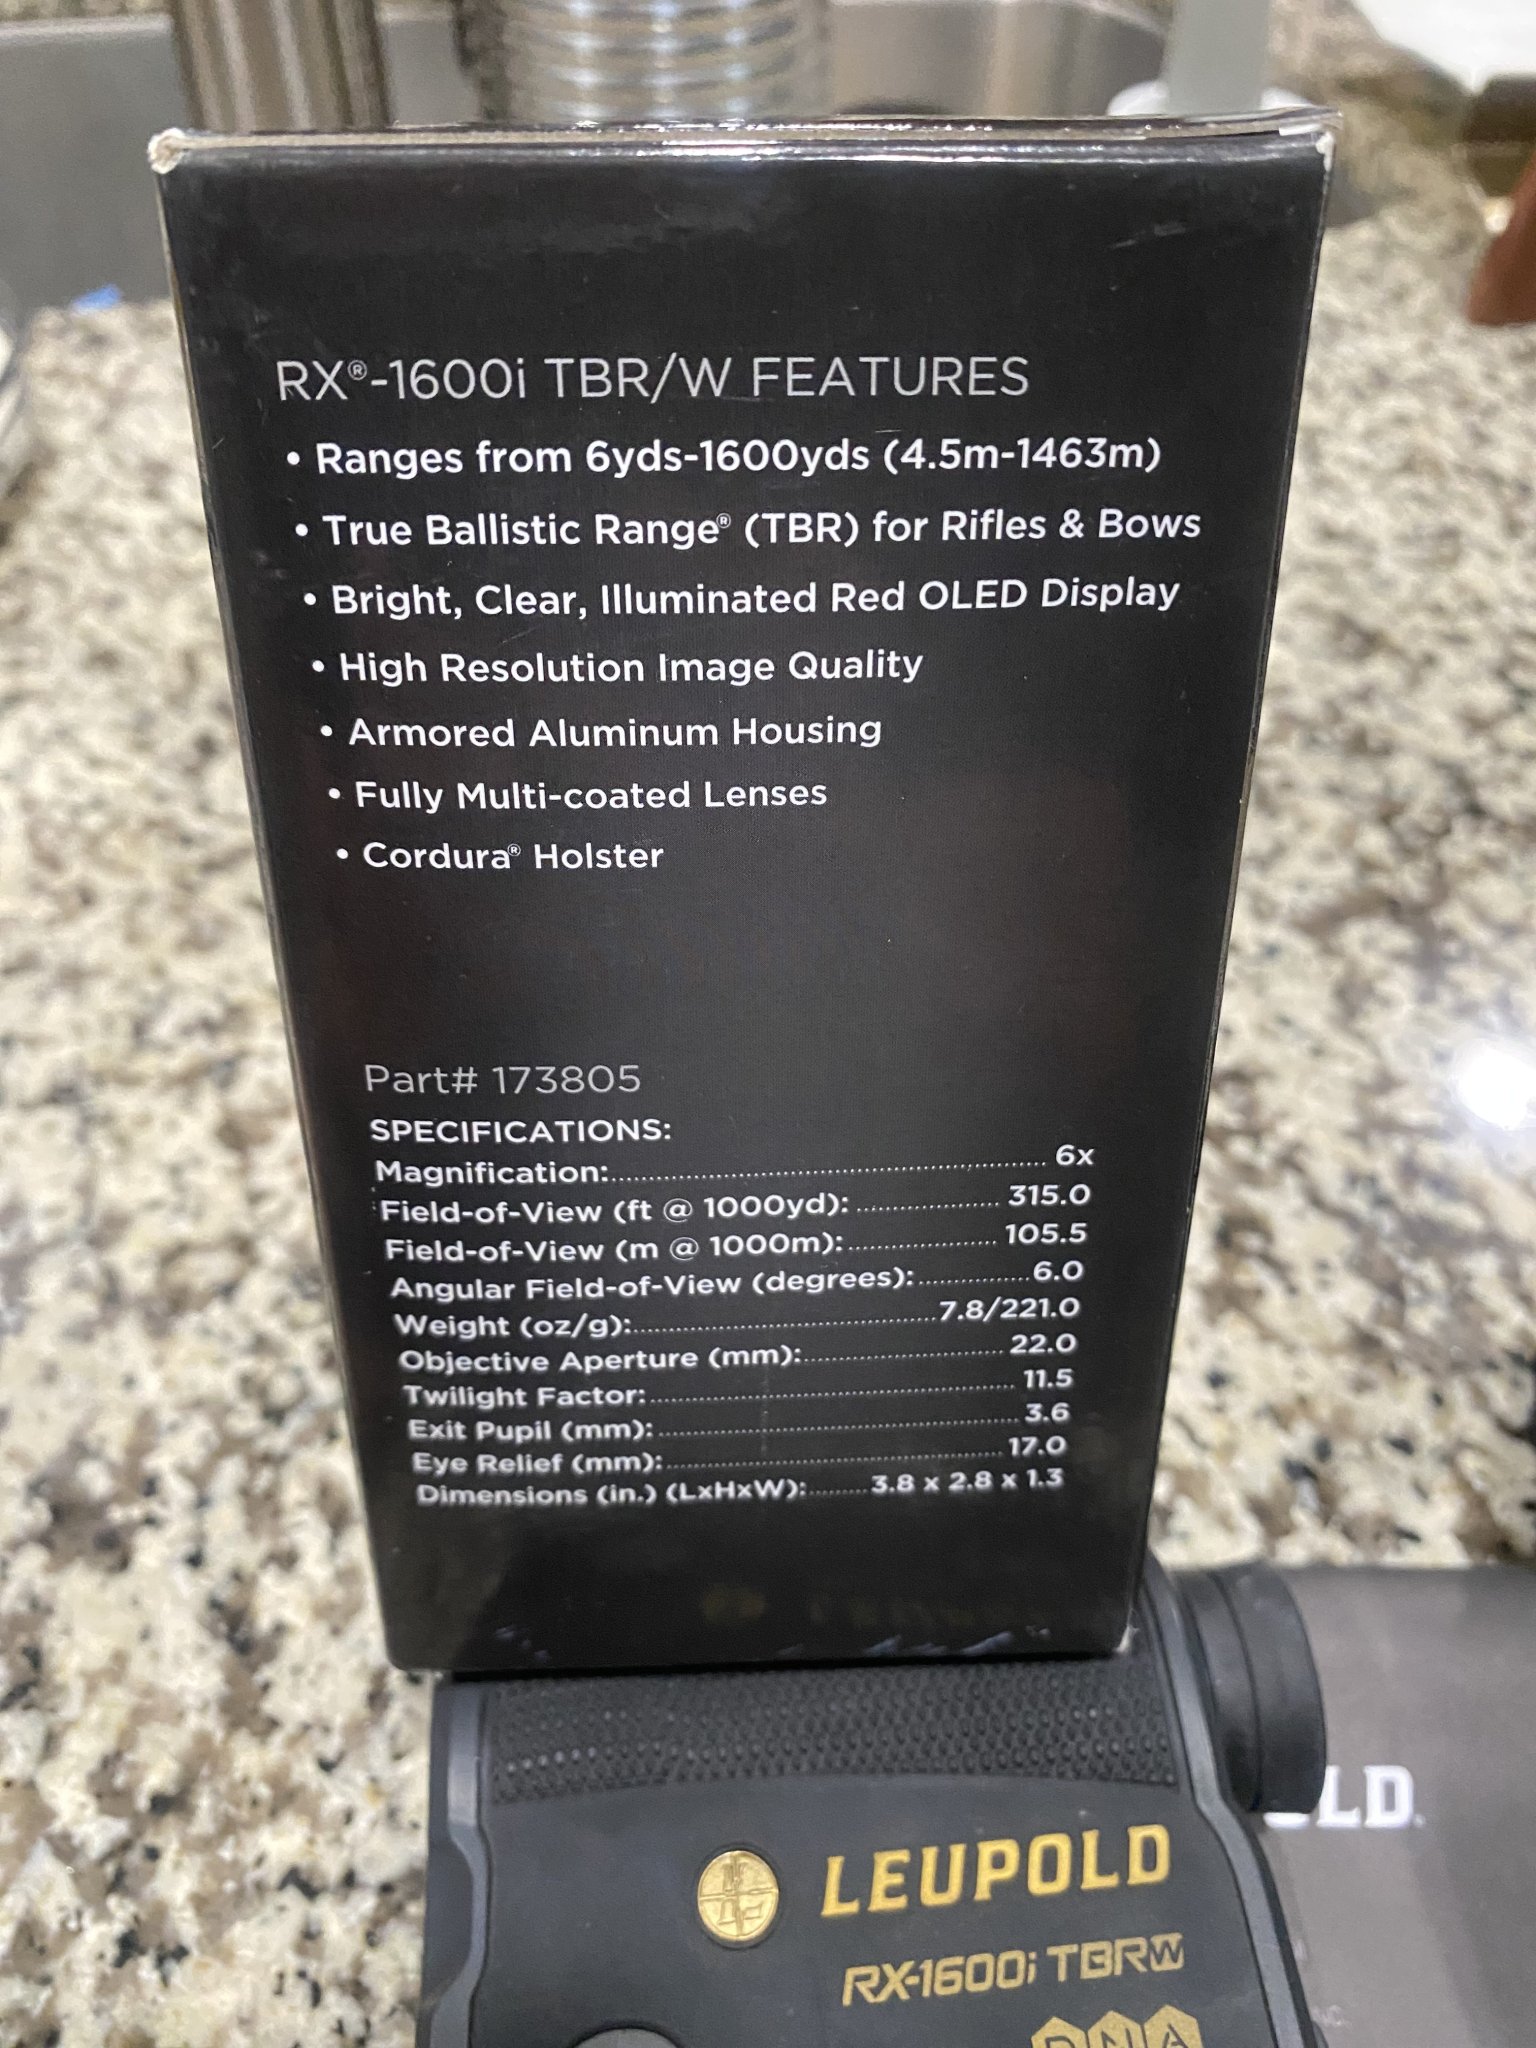 RX®-1600i TBR/W FEATURES
• Ranges from 6yds-1600yds (4.5m-1463m)
• True Ballistic Range® (TBR) for Rifles & Bows
• Bright, Clear, Illuminated Red OLED Display
• High Resolution Image Quality
• Armored Aluminum Housing
• Fully Multi-coated Lenses
• Cordura® Holster
Part# 173805
SPECIFICATIONS:
Magnification:.................... 6x
Field-of-View (ft @ 1000yd): .................... 315.0
Field-of-View (m @ 1000m):.................... 105.5
Angular Field-of-View (degrees):.................... 6.0
Weight (oz/g):.................... 7.8/221.0
Objective Aperture (mm):.................... 22.0
Twilight Factor:.................... 11.5
Exit Pupil (mm):.................... 3.6
Eye Relief (mm):.................... 17.0
Dimensions (in.) (LxHxW):......... 3.8 x 2.8 x 1.3
LEUPOLD
RX-1600i TBR W
DNA
OLD.